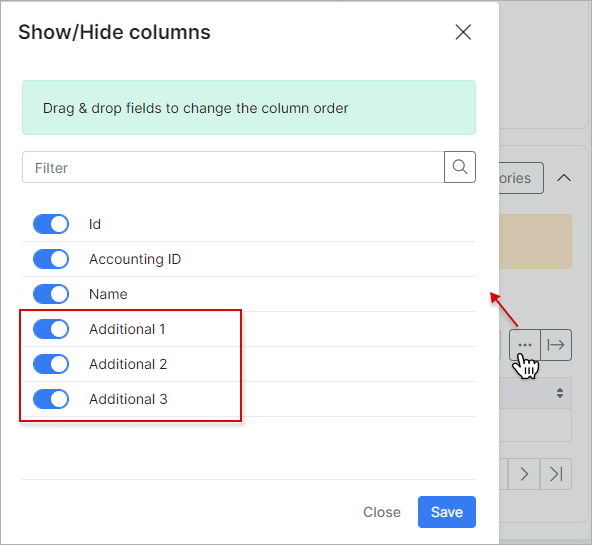 Show/Hide columns
Drag & drop fields to change the column order
Filter
ories
Id
Accounting ID
Name
Additional 1
Additional 2
Additional 3
Close
Save